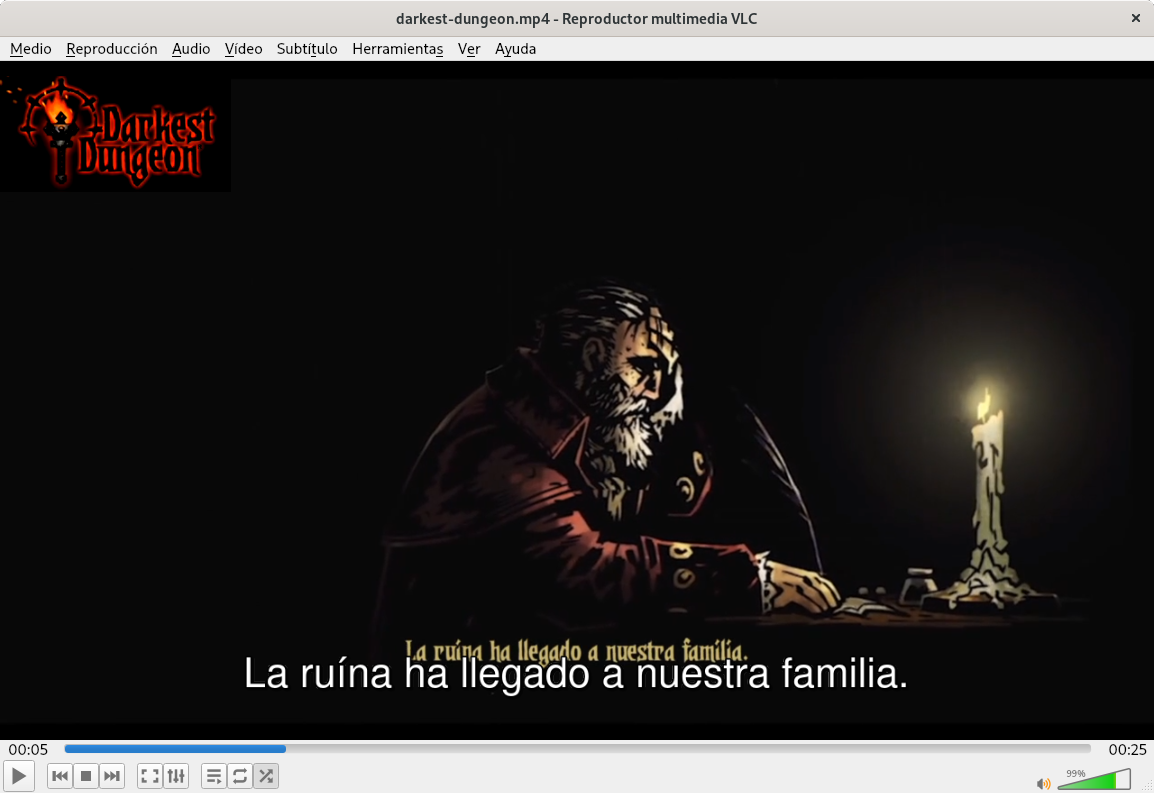 darkest-dungeon.mp4 - Reproductor multimedia VLC
Medio Reproducción Audio Vídeo Subtítulo Herramientas Ver Ayuda
Darkest
Dungeon
La ruína ha llegado a nuestra familia.
La ruína ha llegado a nuestra familia.
00:05 00:25
99%